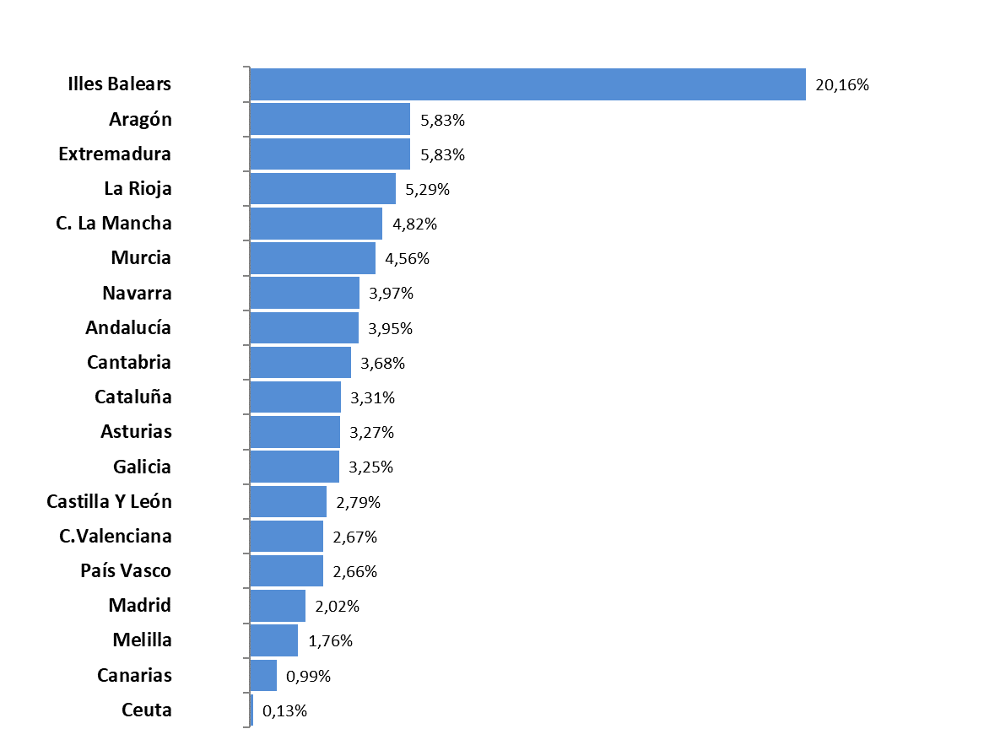 Illes Balears 20,16%
Aragón 5,83%
Extremadura 5,83%
La Rioja 5,29%
C. La Mancha 4,82%
Murcia 4,56%
Navarra 3,97%
Andalucía 3,95%
Cantabria 3,68%
Cataluña 3,31%
Asturias 3,27%
Galicia 3,25%
Castilla Y León 2,79%
C.Valenciana 2,67%
País Vasco 2,66%
Madrid 2,02%
Melilla 1,76%
Canarias 0,99%
Ceuta 0,13%